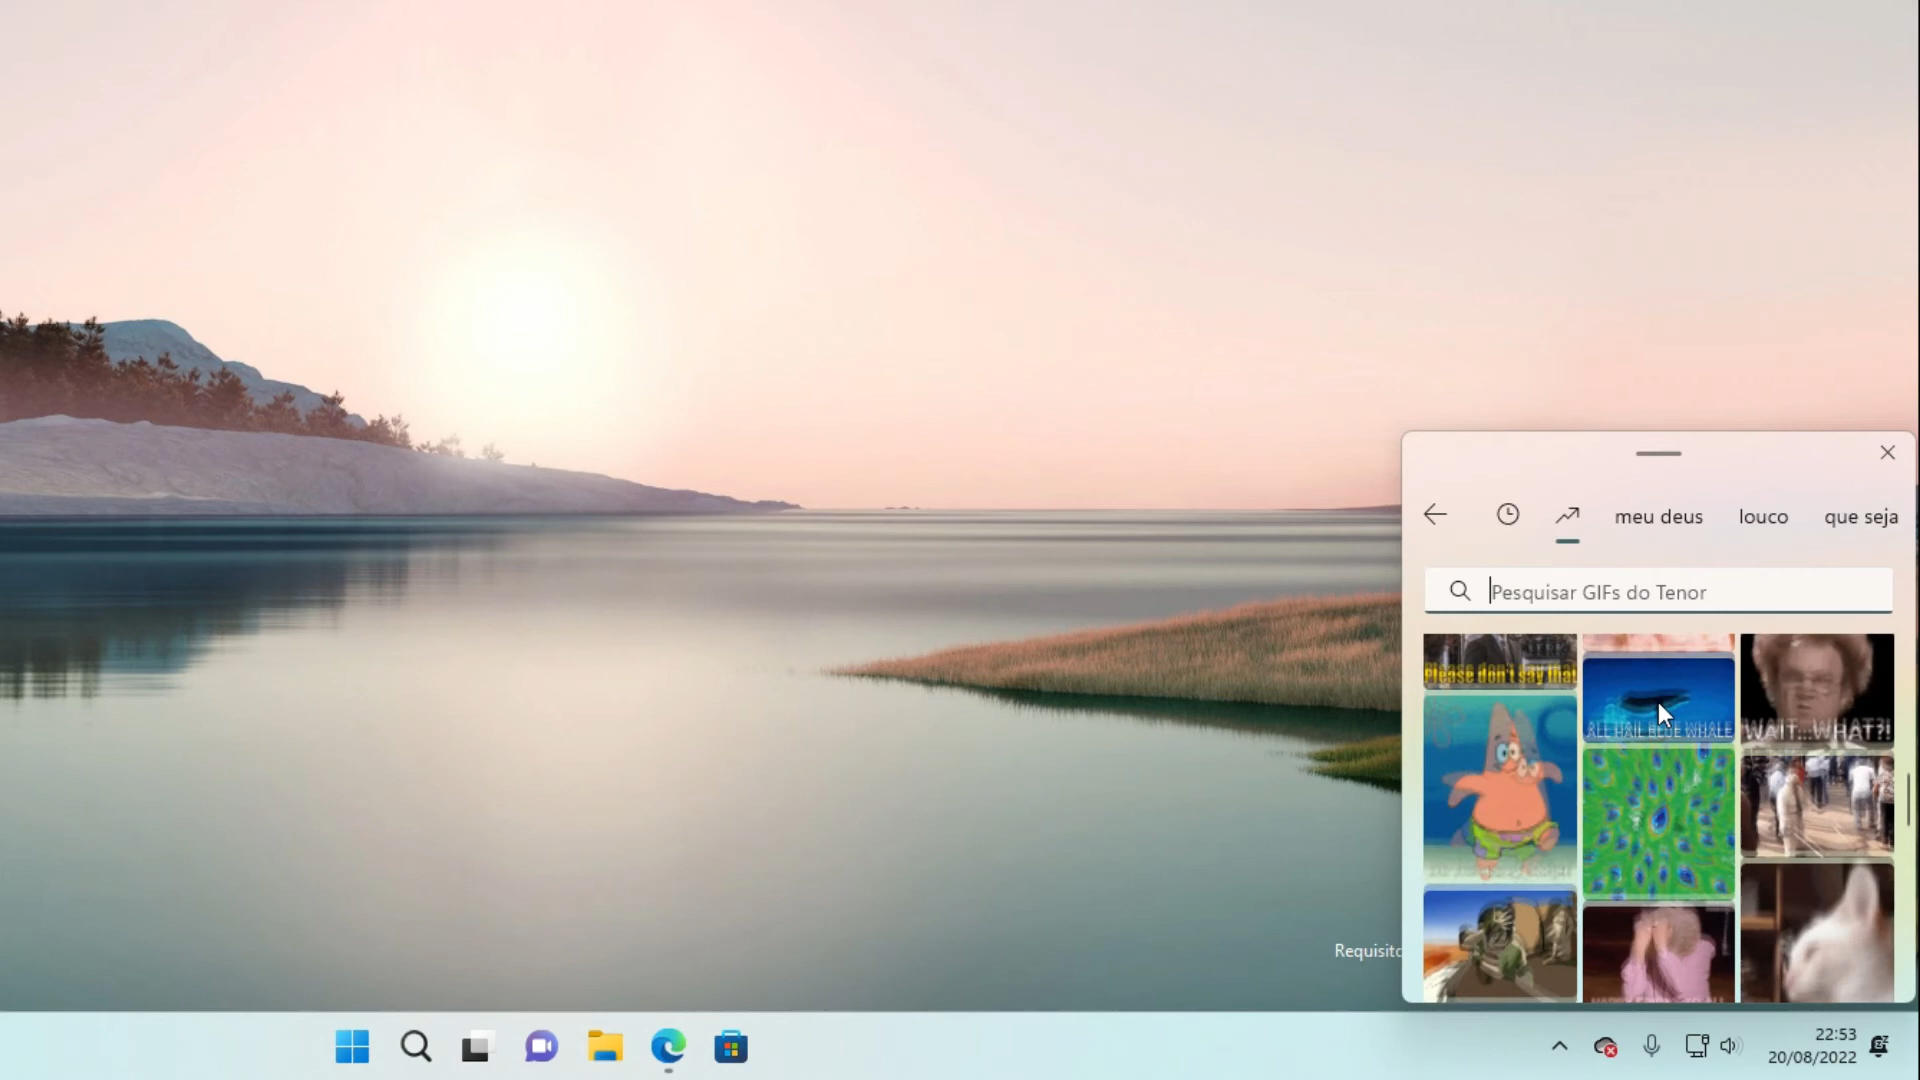 meu deus louco que seja
Pesquisar GIFs do Tenor
Please don't say that
ALL HAIL BLUE WHALE
WAIT...WHAT?!
Requisito
22:53
20/08/2022